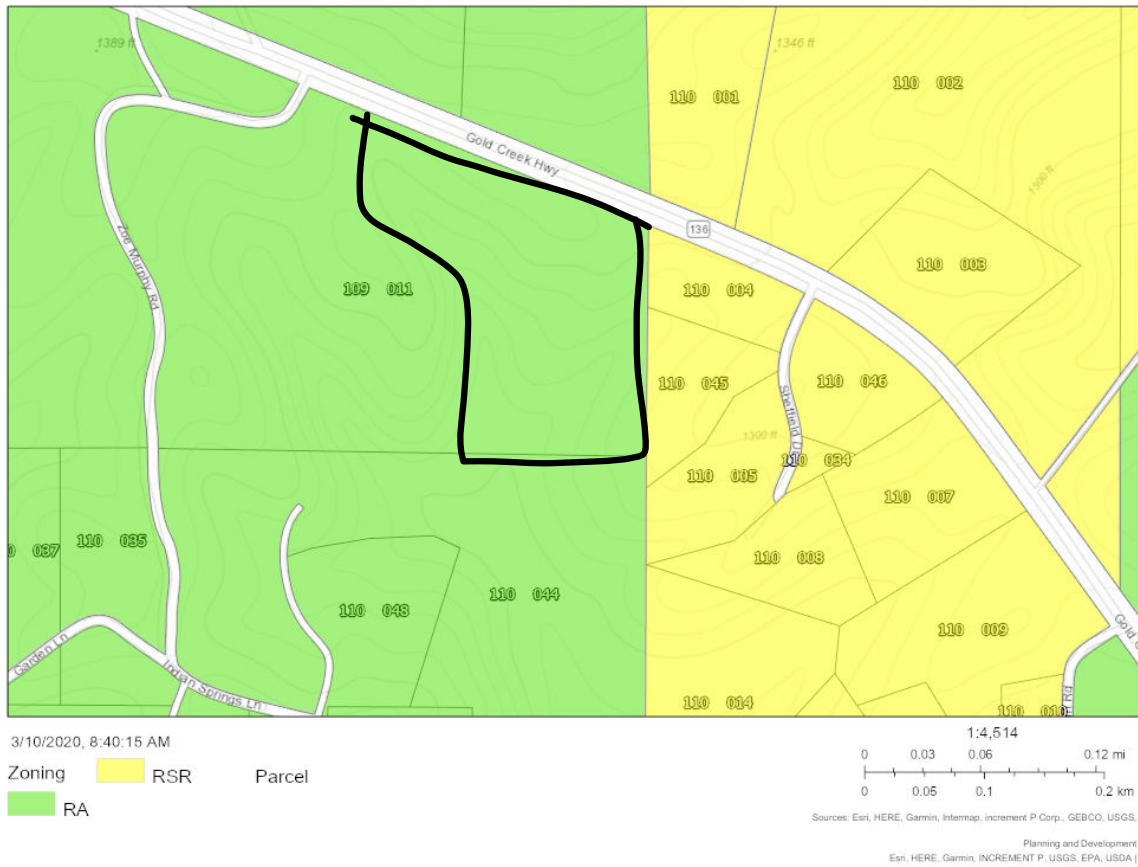 1389 ft
1346 ft
110 001
110 002
Gold Creek Hwy
1300 ft
136
Zoe Murphy Rd
110 003
109 011
110 004
110 045
110 046
Sheffield
1300 ft
110 034
110 005
110 007
037
110 035
110 008
110 044
110 048
110 009
Garden Ln
Indian Springs Ln
Gold
110 014
110 010
Rd
3/10/2020, 8:40:15 AM
Zoning RSR Parcel
RA
1:4,514
0 0.03 0.06 0.12 mi
0 0.05 0.1 0.2 km
Sources: Esri, HERE, Garmin, Intermap, increment P Corp., GEBCO, USGS,
Planning and Development
Esri, HERE, Garmin, INCREMENT P, USGS, EPA, USDA |